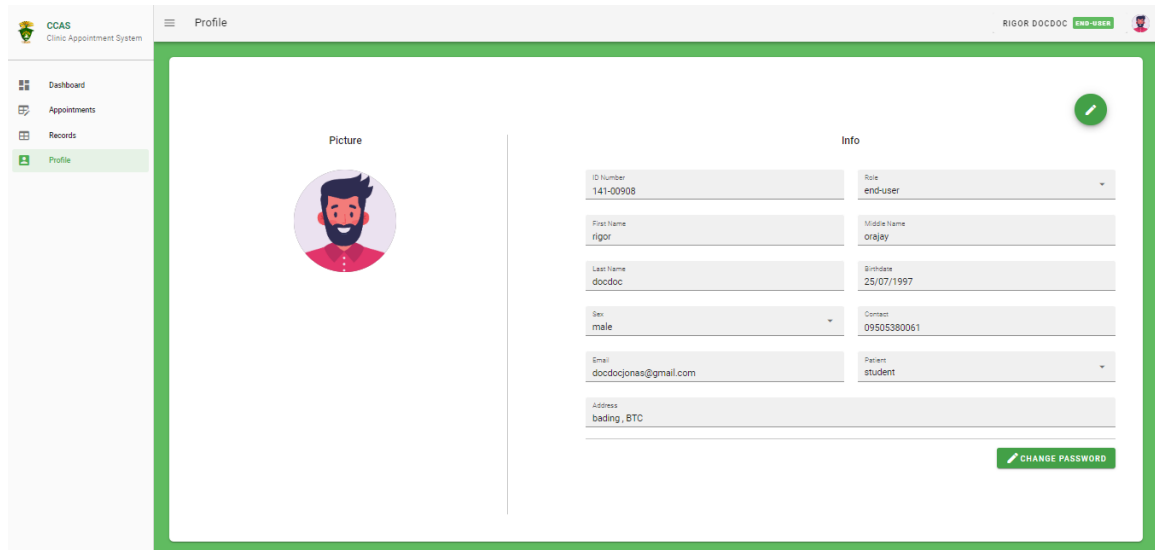 CCAS
Clinic Appointment System
Profile
RIGOR DOCDOC END-USER
Dashboard
Appointments
Records
Profile
Picture
Info
ID Number
141-00908
Role
end-user
First Name
rigor
Middle Name
orajay
Last Name
docdoc
Birthdate
25/07/1997
Sex
male
Contact
09505380061
Email
docdocjonas@gmail.com
Patient
student
Address
bading , BTC
CHANGE PASSWORD